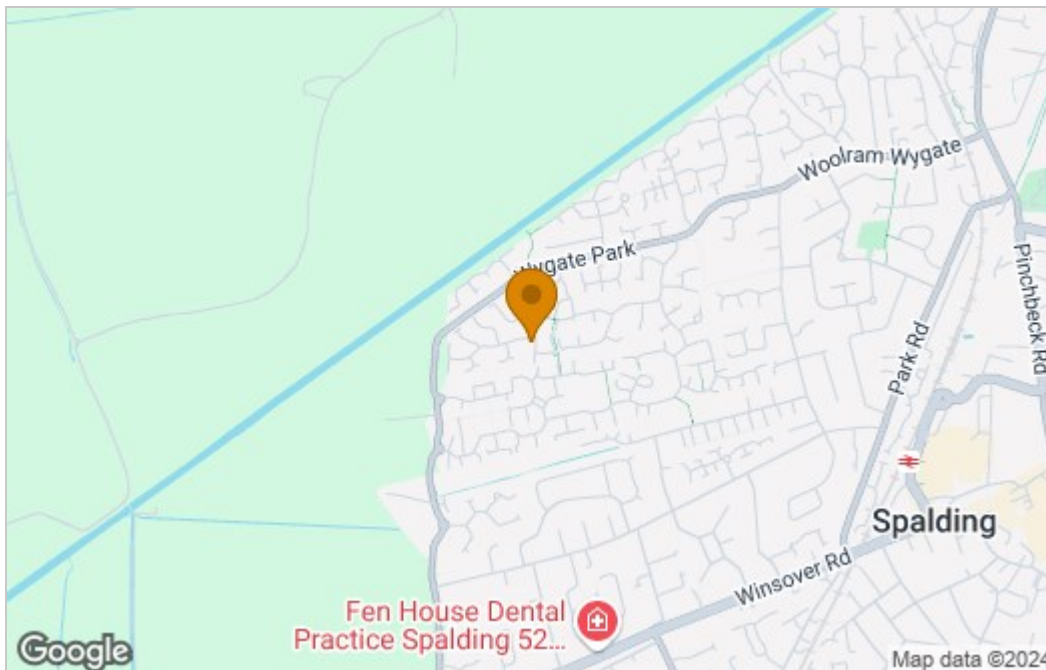 Woolram Wygate
Wygate Park
Pinchbeck Rd
Park Rd
Spalding
Winsover Rd
Fen House Dental
Practice Spalding 52...
Google
Map data ©2024